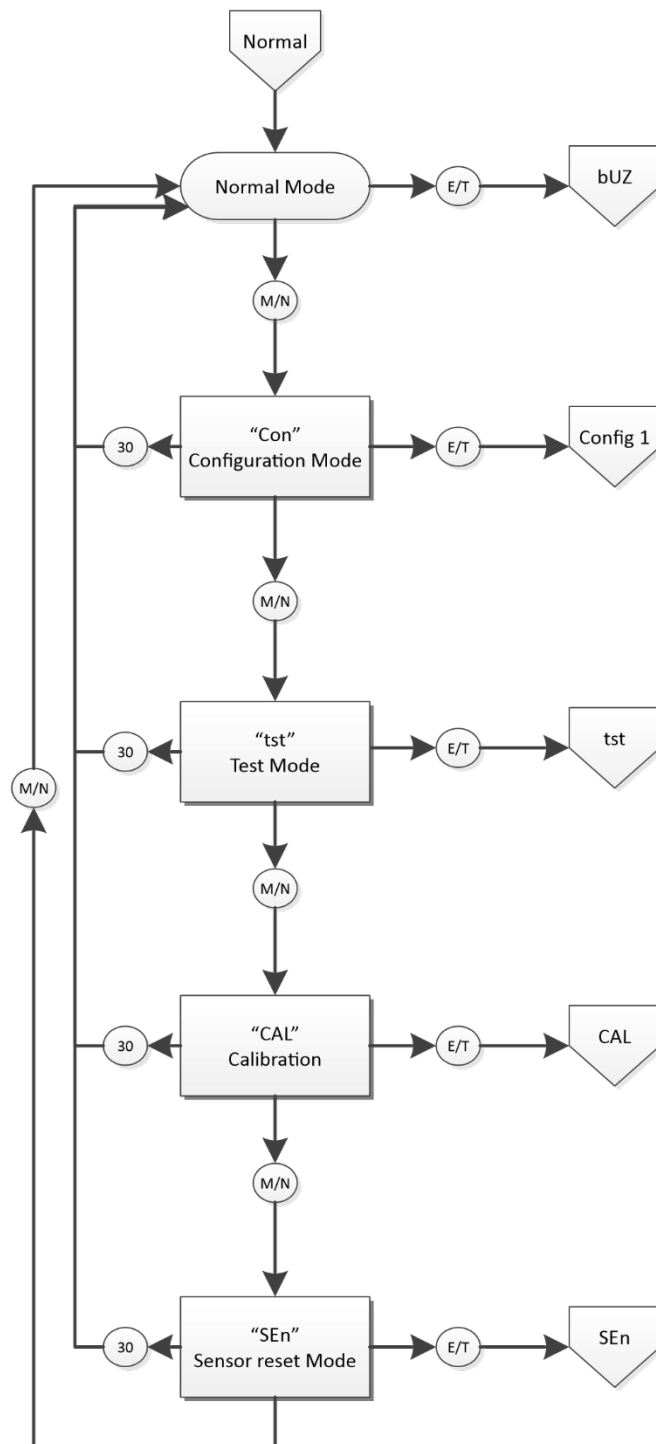 Normal
Normal Mode
E/T
bUZ
M/N
30
“Con”
Configuration Mode
E/T
Config 1
M/N
30
“tst”
Test Mode
E/T
tst
M/N
M/N
30
“CAL”
Calibration
E/T
CAL
M/N
30
“SEn”
Sensor reset Mode
E/T
SEn